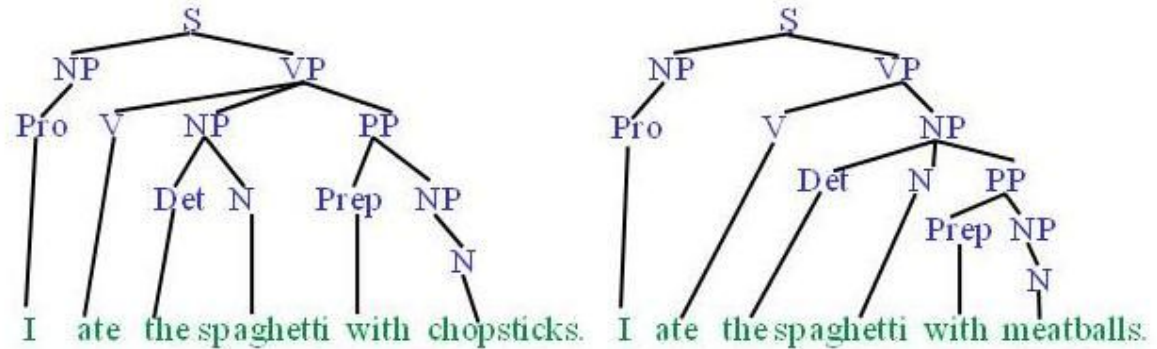 S S
NP VP NP VP
Pro V NP PP Pro V NP
Det N Prep NP Det N PP
Prep NP
N N
I ate the spaghetti with chopsticks. I ate the spaghetti with meatballs.